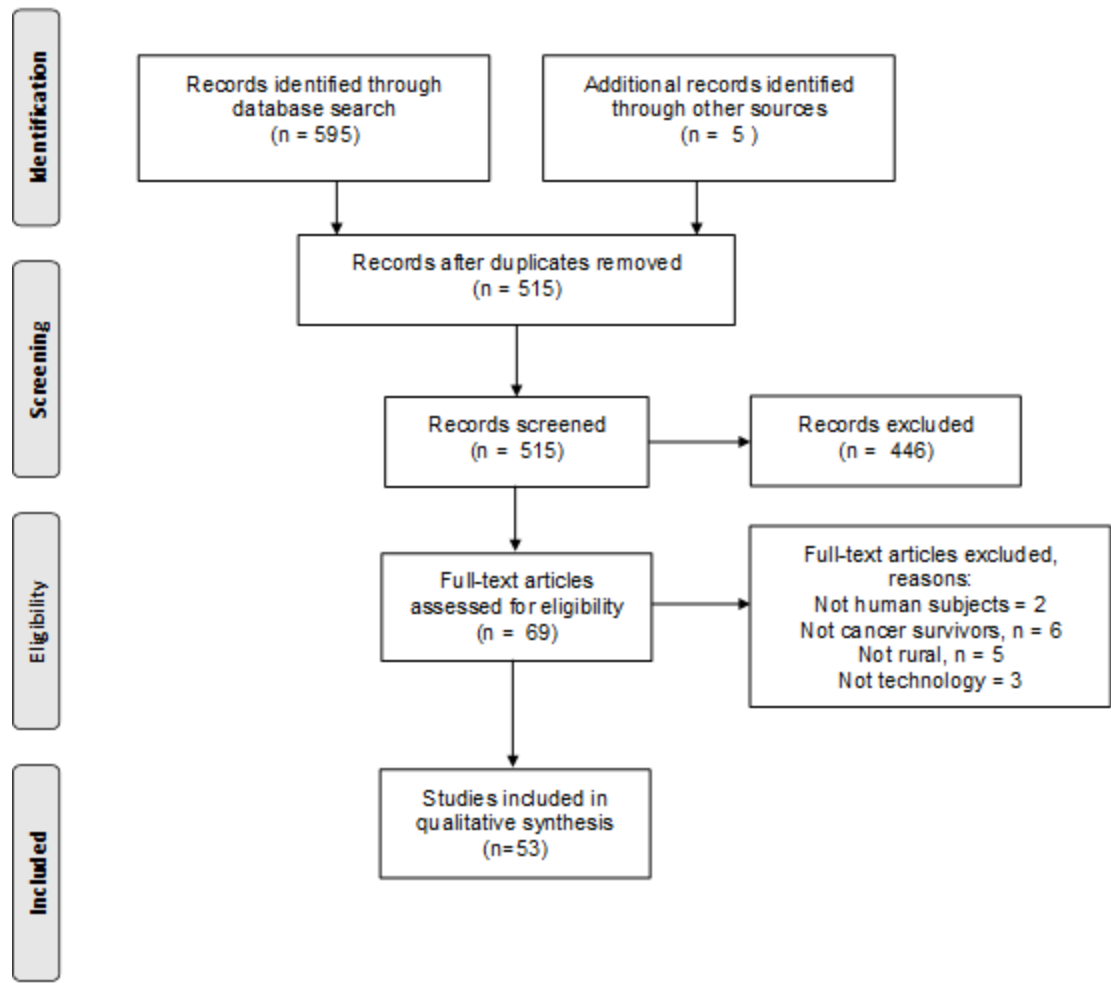 Identification
Records identified through
database search
(n = 595)
Additional records identified
through other sources
(n = 5 )
Records after duplicates removed
(n = 515)
Screening
Records screened
(n = 515)
Records excluded
(n = 446)
Eligibility
Full-text articles
assessed for eligibility
(n = 69)
Full-text articles excluded,
reasons:
Not human subjects = 2
Not cancer survivors, n = 6
Not rural, n = 5
Not technology = 3
Included
Studies included in
qualitative synthesis
(n=53)